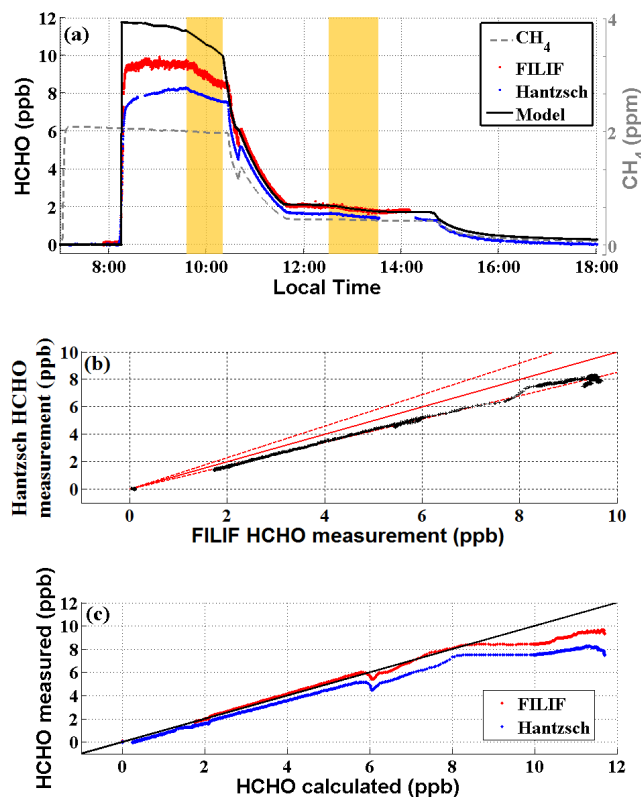 (a)
12
10
8
6
4
2
0
HCHO (ppb)
4
2
0
CH4 (ppm)
CH4
FILIF
Hantzsch
Model
8:00 10:00 12:00 14:00 16:00 18:00
Local Time
(b)
10
8
6
4
2
0
Hantzsch HCHO
measurement (ppb)
0 2 4 6 8 10
FILIF HCHO measurement (ppb)
(c)
12
10
8
6
4
2
0
HCHO measured (ppb)
FILIF
Hantzsch
0 2 4 6 8 10 12
HCHO calculated (ppb)